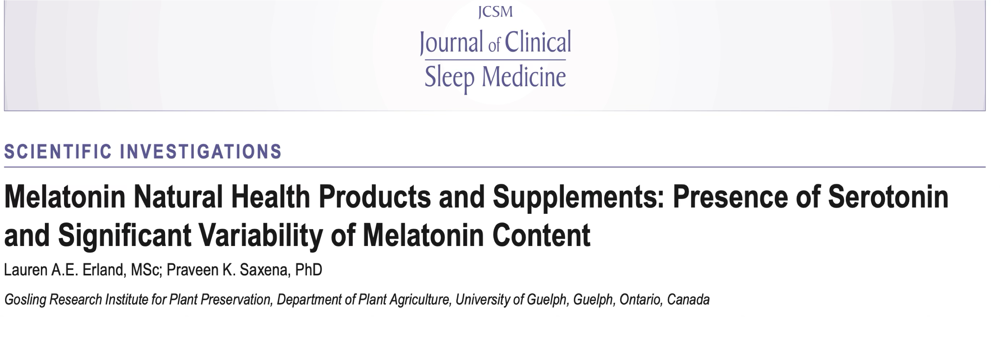 JCSM
Journal of Clinical
Sleep Medicine
SCIENTIFIC INVESTIGATIONS
Melatonin Natural Health Products and Supplements: Presence of Serotonin
and Significant Variability of Melatonin Content
Lauren A.E. Erland, MSc; Praveen K. Saxena, PhD
Gosling Research Institute for Plant Preservation, Department of Plant Agriculture, University of Guelph, Guelph, Ontario, Canada